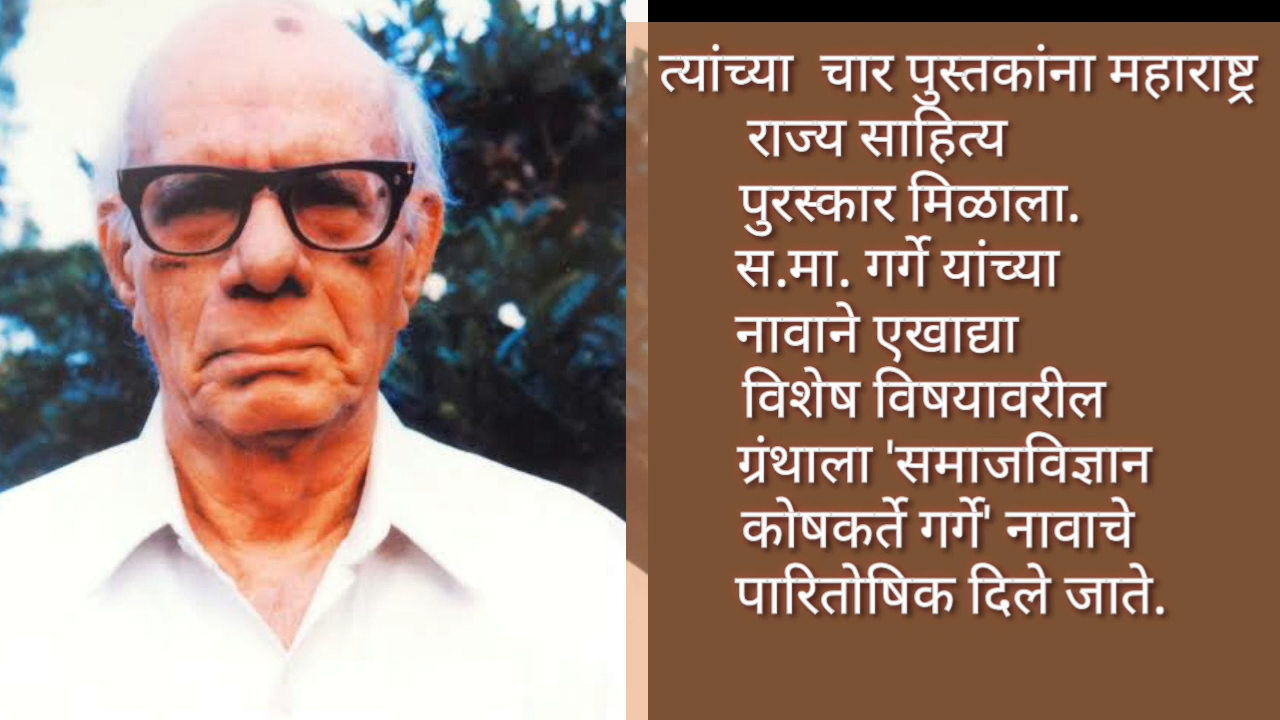 त्यांच्या चार पुस्तकांना महाराष्ट्र
राज्य साहित्य
पुरस्कार मिळाला.
स.मा. गर्गे यांच्या
नावाने एखाद्या
विशेष विषयावरील
ग्रंथाला 'समाजविज्ञान
कोषकर्ते गर्गे' नावाचे
पारितोषिक दिले जाते.